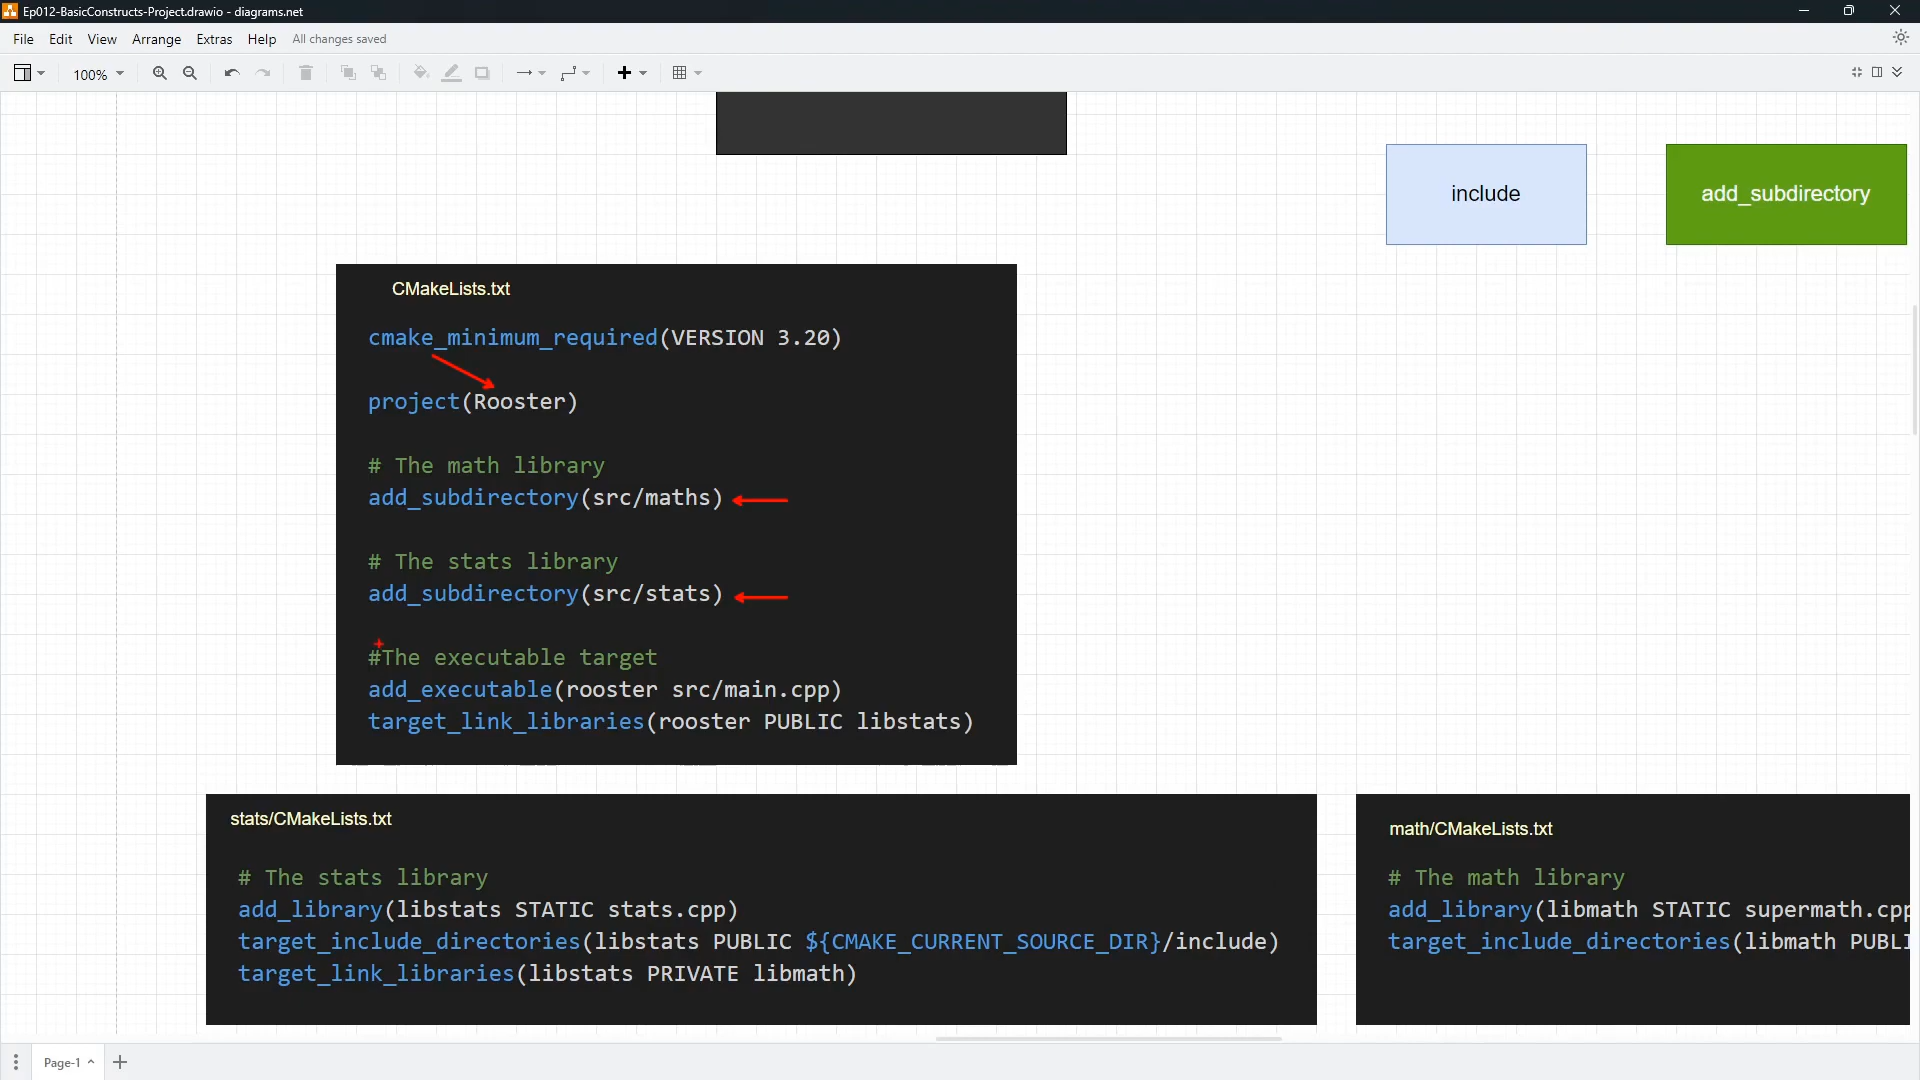 Ep012-BasicConstructs-Project.drawio - diagrams.net
File Edit View Arrange Extras Help All changes saved
100%
include
add_subdirectory
CMakeLists.txt
cmake_minimum_required(VERSION 3.20)
project(Rooster)
# The math library
add_subdirectory(src/maths)
# The stats library
add_subdirectory(src/stats)
#The executable target
add_executable(rooster src/main.cpp)
target_link_libraries(rooster PUBLIC libstats)
stats/CMakeLists.txt
# The stats library
add_library(libstats STATIC stats.cpp)
target_include_directories(libstats PUBLIC ${CMAKE_CURRENT_SOURCE_DIR}/include)
target_link_libraries(libstats PRIVATE libmath)
math/CMakeLists.txt
# The math library
add_library(libmath STATIC supermath.cpp
target_include_directories(libmath PUBLI
Page-1